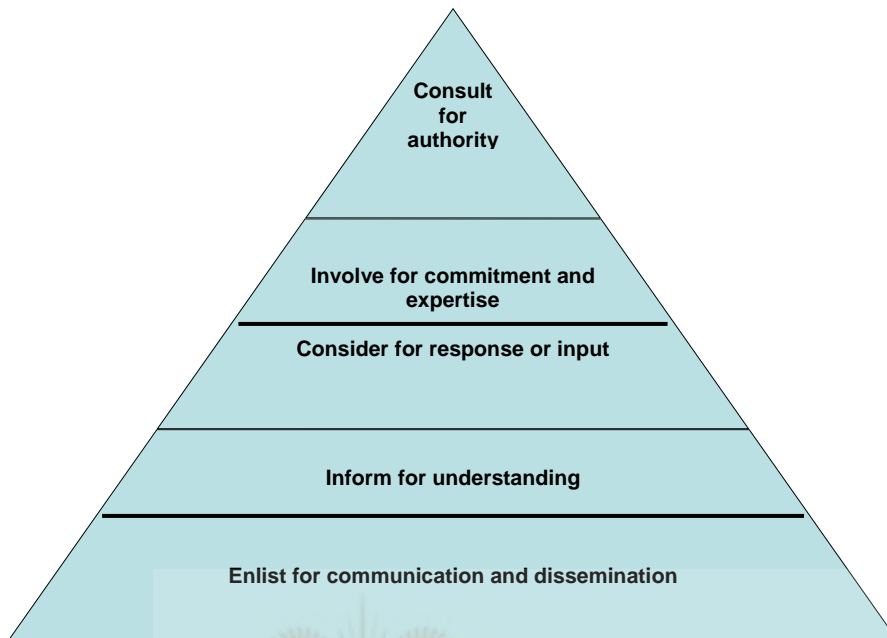 Consult
for
authority
Involve for commitment and
expertise
Consider for response or input
Inform for understanding
Enlist for communication and dissemination